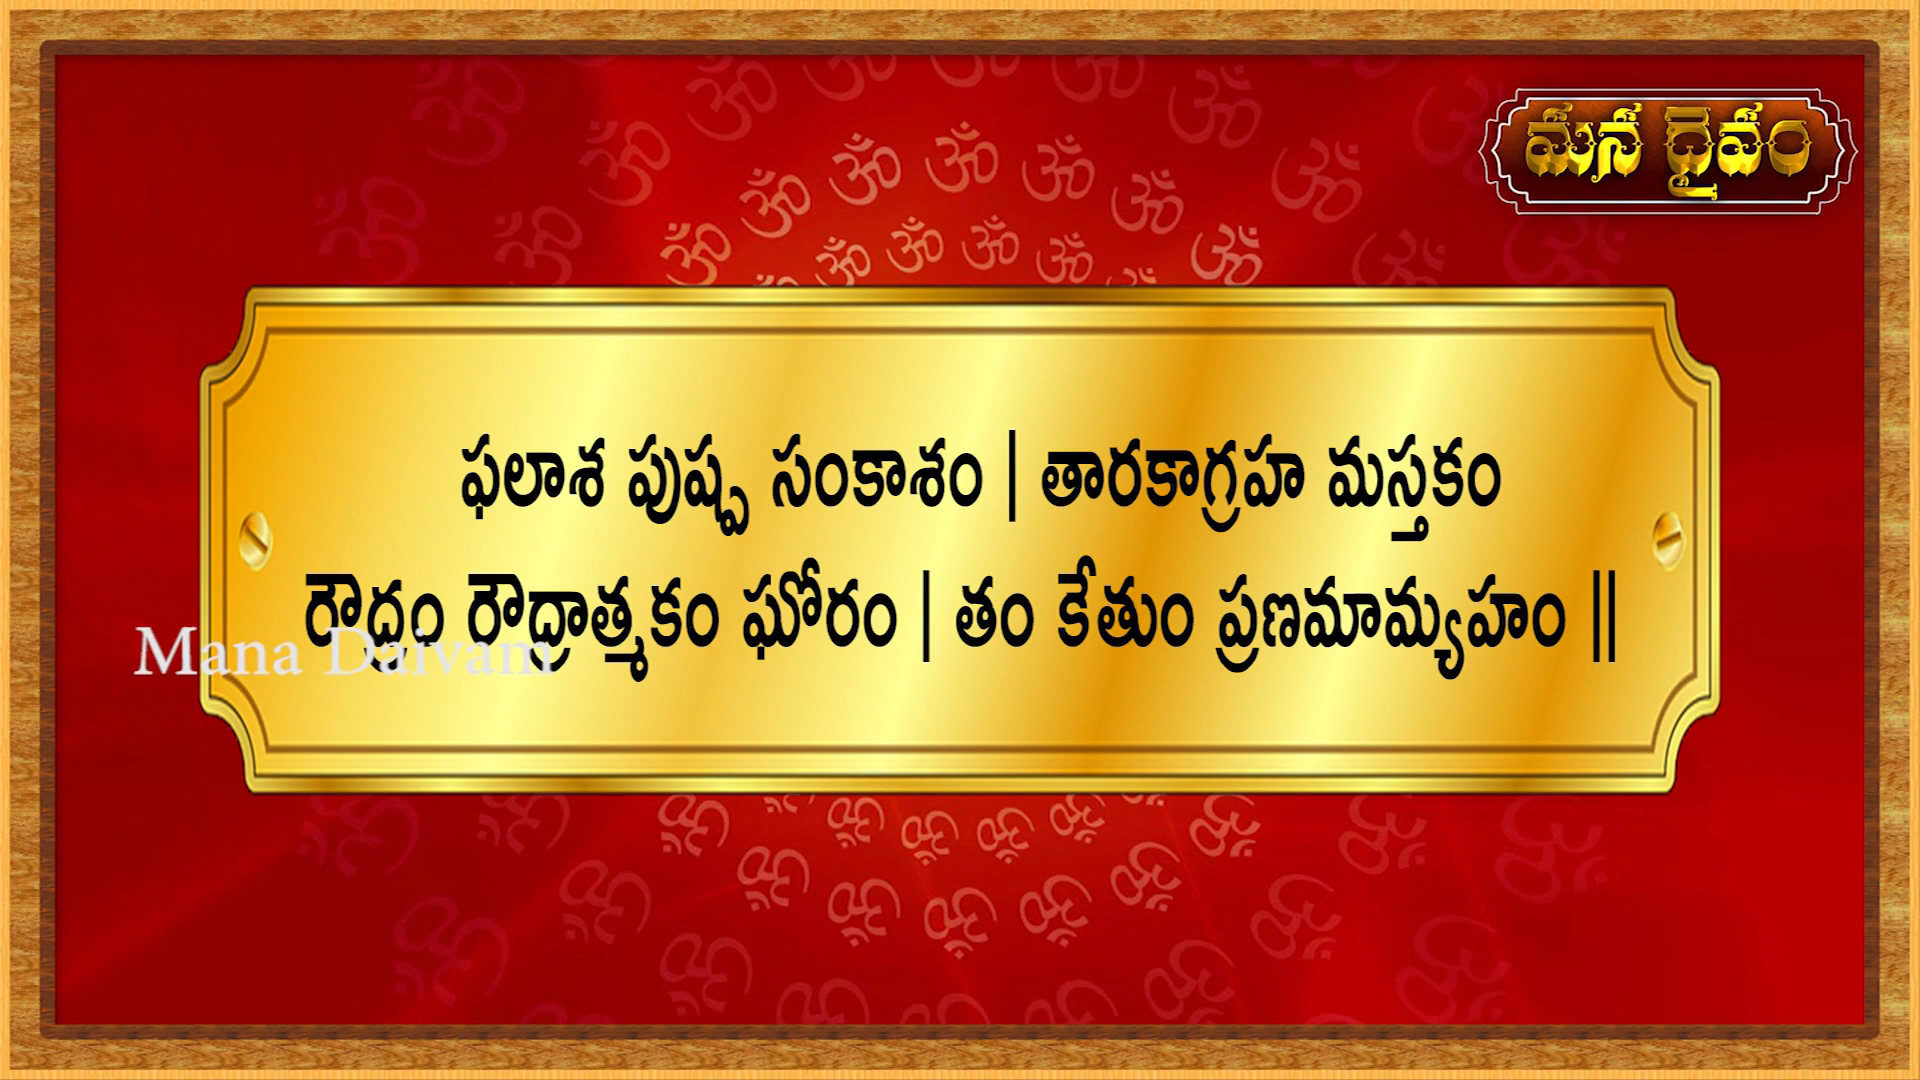 మన దైవం
ఫలాశ పుష్ప సంకాశం | తారకాగ్రహ మస్తకం
రౌద్రం రౌద్రాత్మకం ఘోరం | తం కేతుం ప్రణమామ్యహం ||
Mana Daivam